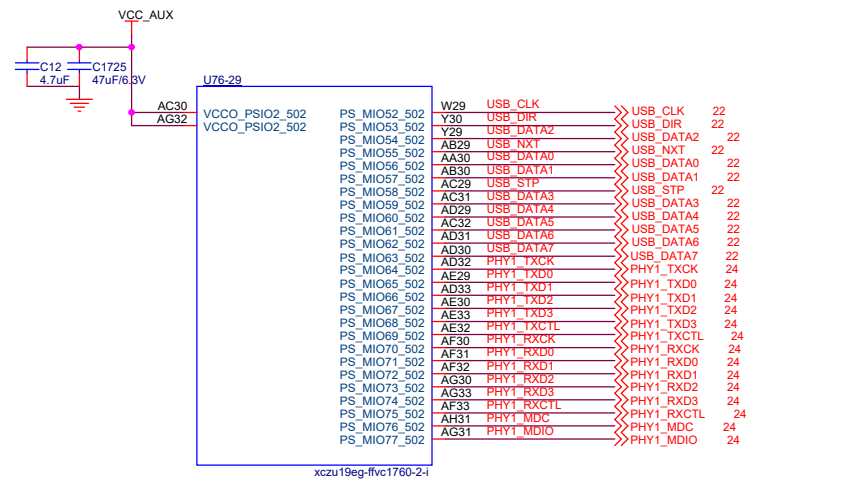 VCC_AUX
C12
4.7uF
C1725
47uF/6.3V
U76-29
AC30 VCCO_PSIO2_502
AG32 VCCO_PSIO2_502
PS_MIO52_502 W29 USB_CLK USB_CLK 22
PS_MIO53_502 Y30 USB_DIR USB_DIR 22
PS_MIO54_502 Y29 USB_DATA2 USB_DATA2 22
PS_MIO55_502 AB29 USB_NXT USB_NXT 22
PS_MIO56_502 AA30 USB_DATA0 USB_DATA0 22
PS_MIO57_502 AB30 USB_DATA1 USB_DATA1 22
PS_MIO58_502 AC29 USB_STP USB_STP 22
PS_MIO59_502 AC31 USB_DATA3 USB_DATA3 22
PS_MIO60_502 AD29 USB_DATA4 USB_DATA4 22
PS_MIO61_502 AC32 USB_DATA5 USB_DATA5 22
PS_MIO62_502 AD31 USB_DATA6 USB_DATA6 22
PS_MIO63_502 AD30 USB_DATA7 USB_DATA7 22
PS_MIO64_502 AD32 PHY1_TXCK PHY1_TXCK 24
PS_MIO65_502 AE29 PHY1_TXD0 PHY1_TXD0 24
PS_MIO66_502 AD33 PHY1_TXD1 PHY1_TXD1 24
PS_MIO67_502 AE30 PHY1_TXD2 PHY1_TXD2 24
PS_MIO68_502 AE33 PHY1_TXD3 PHY1_TXD3 24
PS_MIO69_502 AE32 PHY1_TXCTL PHY1_TXCTL 24
PS_MIO70_502 AF30 PHY1_RXCK PHY1_RXCK 24
PS_MIO71_502 AF31 PHY1_RXD0 PHY1_RXD0 24
PS_MIO72_502 AF32 PHY1_RXD1 PHY1_RXD1 24
PS_MIO73_502 AG30 PHY1_RXD2 PHY1_RXD2 24
PS_MIO74_502 AG33 PHY1_RXD3 PHY1_RXD3 24
PS_MIO75_502 AF33 PHY1_RXCTL PHY1_RXCTL 24
PS_MIO76_502 AH31 PHY1_MDC PHY1_MDC 24
PS_MIO77_502 AG31 PHY1_MDIO PHY1_MDIO 24
xczu19eg-ffvc1760-2-i